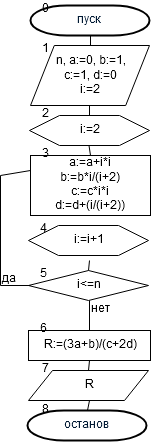 0
пуск
1
n, a:=0, b:=1,
c:=1, d:=0
i:=2
2
i:=2
3
a:=a+i*i
b:=b*i/(i+2)
c:=c*i*i
d:=d+(i/(i+2))
4
i:=i+1
да
5
i<=n
нет
6
R:=(3a+b)/(c+2d)
7
R
8
останов